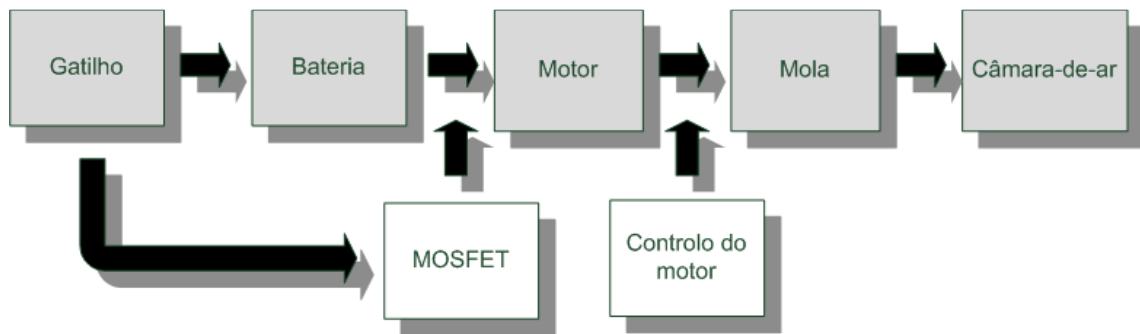 Gatilho
Bateria
Motor
Mola
Câmara-de-ar
MOSFET
Controlo do
motor